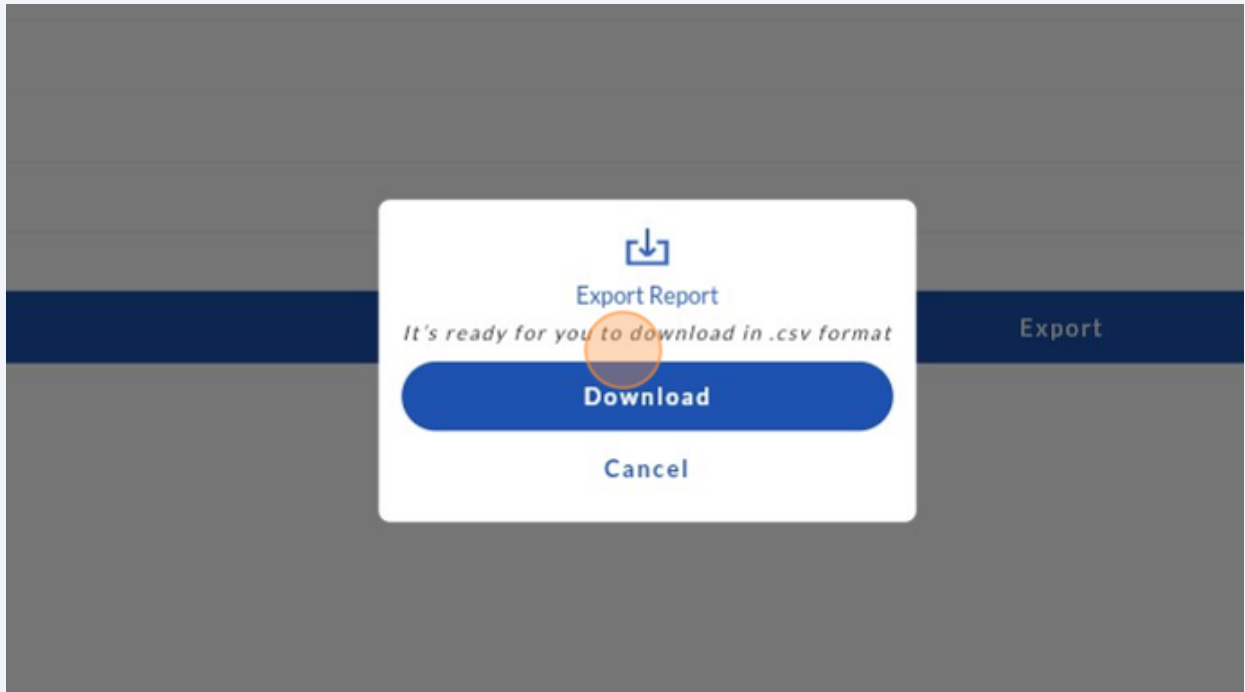 Export Report
It's ready for you to download in .csv format
Export
Download
Cancel